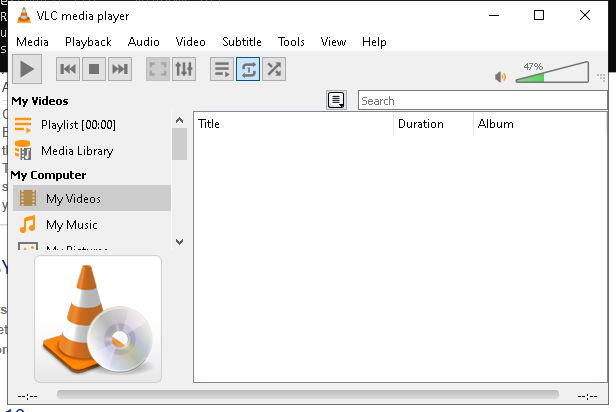 VLC media player
Media Playback Audio Video Subtitle Tools View Help
47%
My Videos
Search
Playlist [00:00]
Title Duration Album
Media Library
My Computer
My Videos
My Music
My Pictures
--:-- --:--